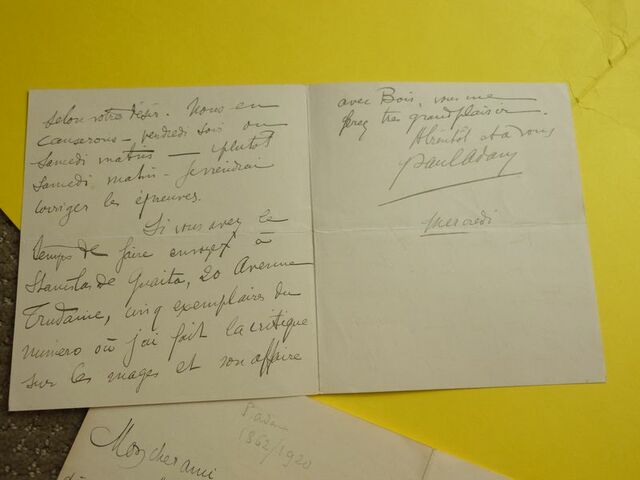 selon votre désir. Nous en
causerons – vendredi soir ou
samedi matin — plutôt
samedi matin – Je viendrai
corriger les épreuves.
Si vous avez le
temps de faire envoyer à
Stanislas de Guaita, 20 Avenue
Trudaine, cinq exemplaires du
numéro où j'ai fait la critique
sur les mages et son affaire
avec Bois, vous me
ferez très grand plaisir.
A bientôt et à vous
Paul Adam
Mercredi
P. Adam
1862/1920
Mon cher ami